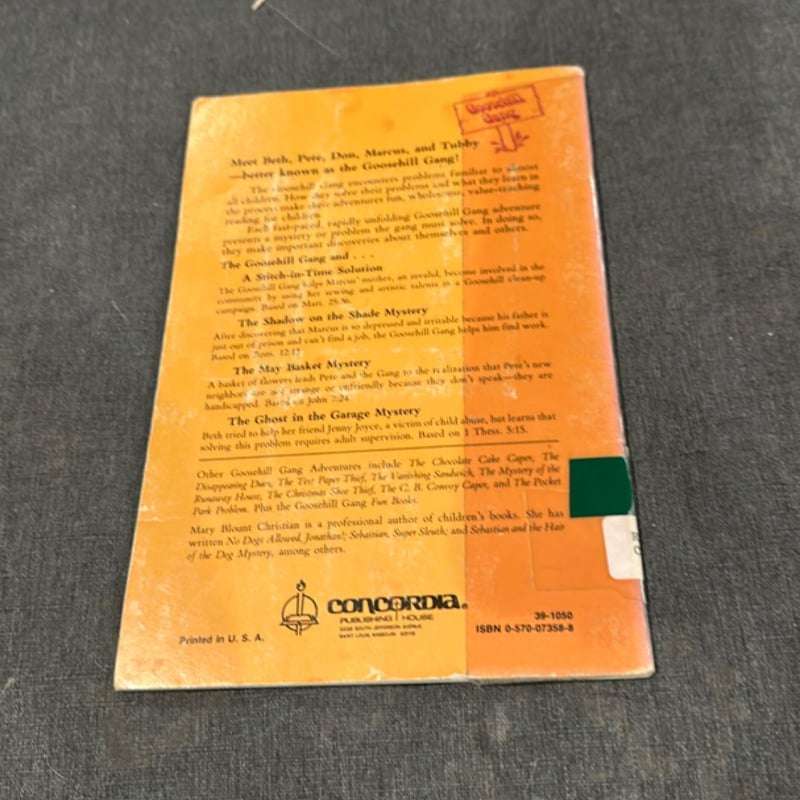 Goosehill
Gang
Meet Beth, Pete, Don, Marcus, and Tubby
—better known as the Goosehill Gang!
The Goosehill Gang encounters problems familiar to almost
all children. How they solve their problems and what they learn in
the process make these adventures fun, wholesome, value-teaching
reading for children.
Each fast-paced, rapidly unfolding Goosehill Gang adventure
presents a mystery or problem the gang must solve. In doing so,
they make important discoveries about themselves and others.
The Goosehill Gang and . . .
A Stitch-in-Time Solution
The Goosehill Gang helps Marcus' mother, an invalid, become involved in the
community by using her sewing and artistic talents in a Goosehill clean-up
campaign. Based on Matt. 25:36.
The Shadow on the Shade Mystery
After discovering that Marcus is so depressed and irritable because his father is
just out of prison and can't find a job, the Goosehill Gang helps him find work.
Based on Rom. 12:17
The May Basket Mystery
A basket of flowers leads Pete and the Gang to the realization that Pete's new
neighbors are not strange or unfriendly because they don't speak—they are
handicapped. Based on John 7:24.
The Ghost in the Garage Mystery
Beth tried to help her friend Jenny Joyce, a victim of child abuse, but learns that
solving this problem requires adult supervision. Based on 1 Thess. 5:15.
Other Goosehill Gang Adventures include The Chocolate Cake Caper, The
Disappearing Dues, The Test Paper Thief, The Vanishing Sandwich, The Mystery of the
Runaway House, The Christmas Shoe Thief, The C. B. Convoy Caper, and The Pocket
Park Problem. Plus the Goosehill Gang Fun Books.
Mary Blount Christian is a professional author of children's books. She has
written No Dogs Allowed, Jonathan!; Sebastian, Super Sleuth; and Sebastian and the Hair
of the Dog Mystery, among others.
CONCORDIA®
PUBLISHING HOUSE
3558 SOUTH JEFFERSON AVENUE
SAINT LOUIS, MISSOURI 63118
Printed in U. S. A.
39-1050
ISBN 0-570-07358-8